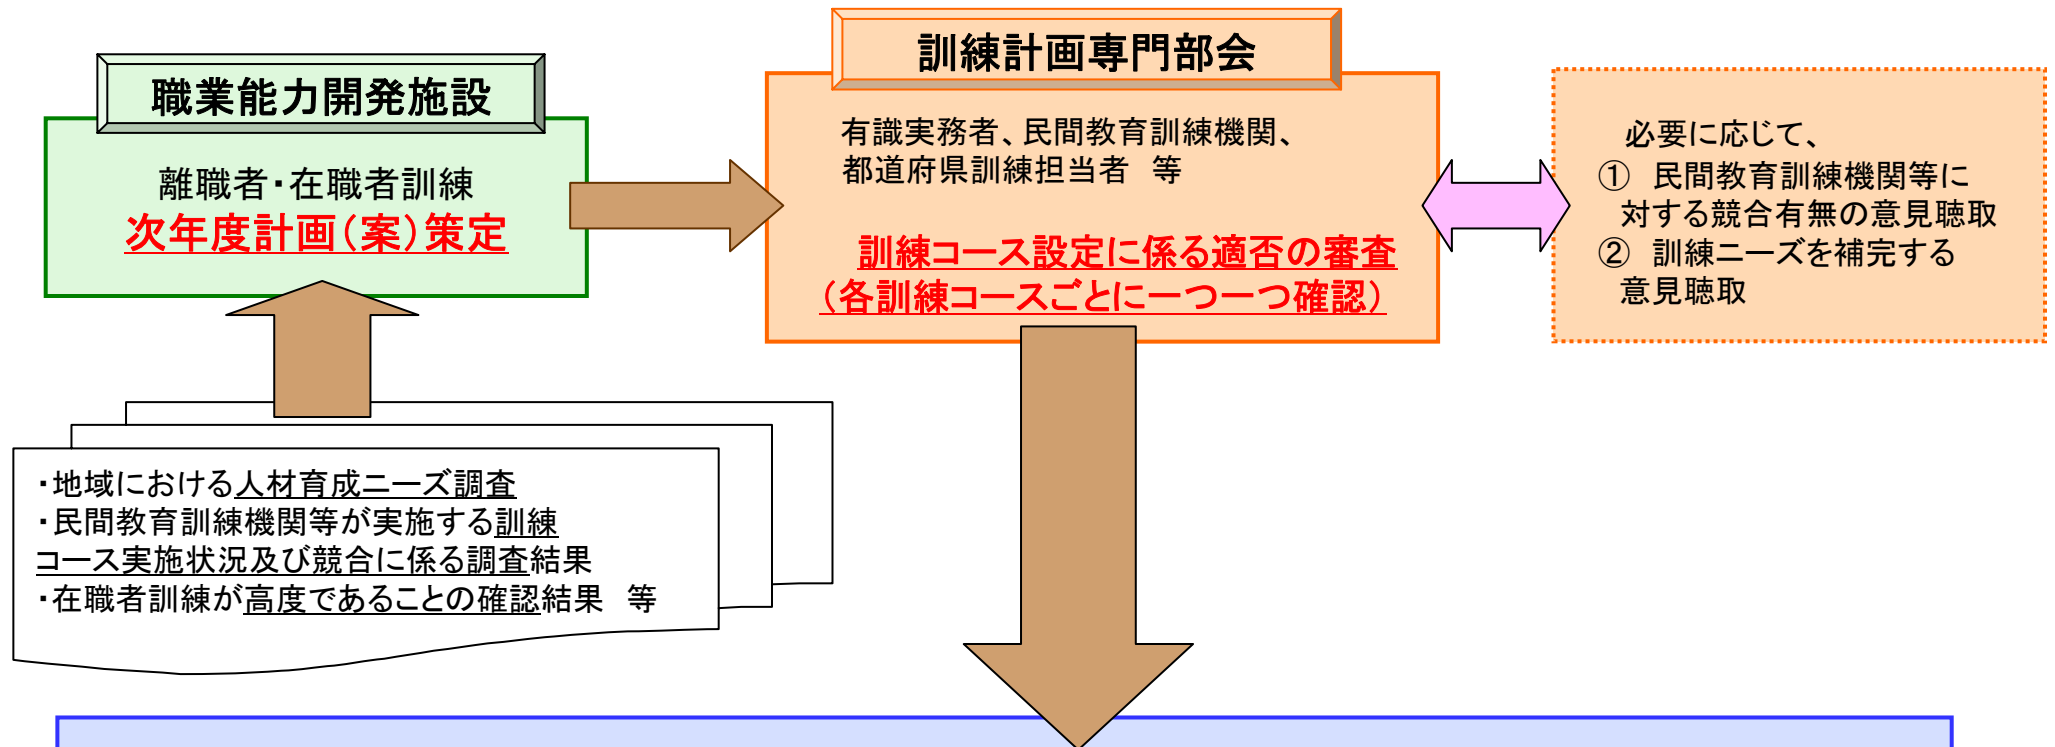 職業能力開発施設
離職者・在職者訓練
次年度計画(案)策定
訓練計画専門部会
有識実務者、民間教育訓練機関、
都道府県訓練担当者　等
訓練コース設定に係る適否の審査
(各訓練コースごとに一つ一つ確認)
必要に応じて、
①　民間教育訓練機関等に
対する競合有無の意見聴取
②　訓練ニーズを補完する
意見聴取
・地域における人材育成ニーズ調査
・民間教育訓練機関等が実施する訓練
コース実施状況及び競合に係る調査結果
・在職者訓練が高度であることの確認結果　等